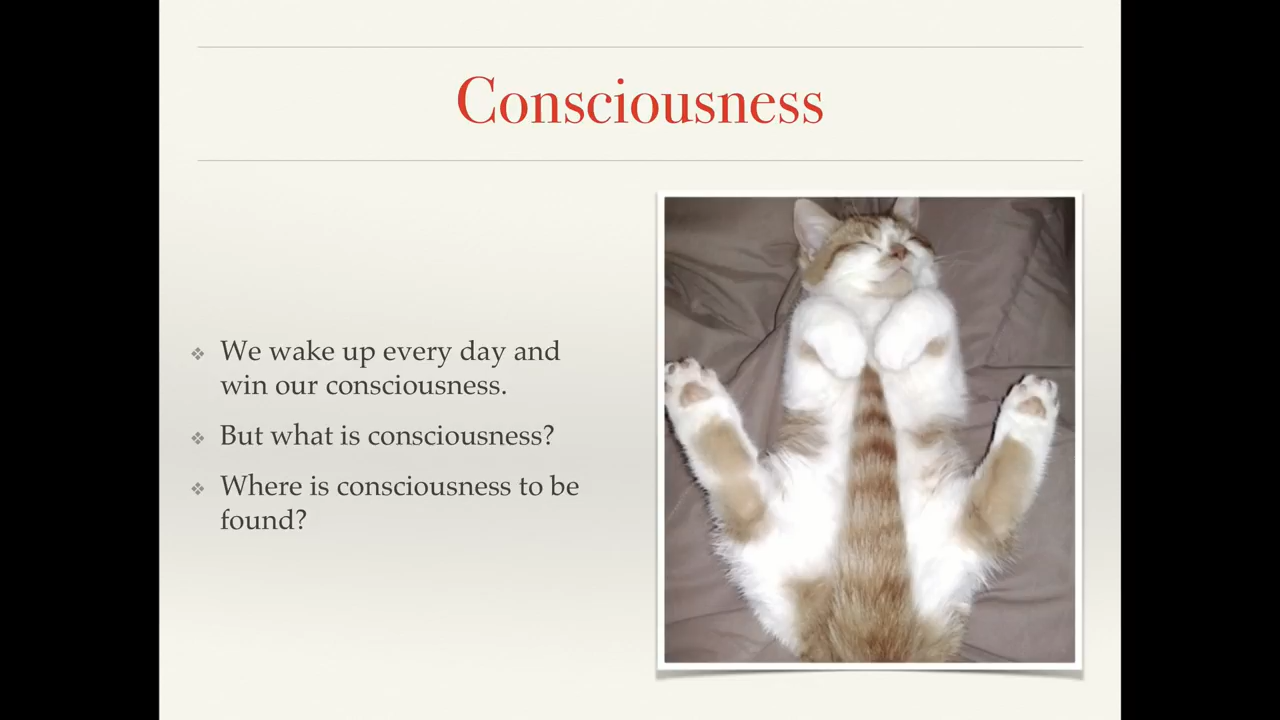 Consciousness
We wake up every day and
win our consciousness.
But what is consciousness?
Where is consciousness to be
found?